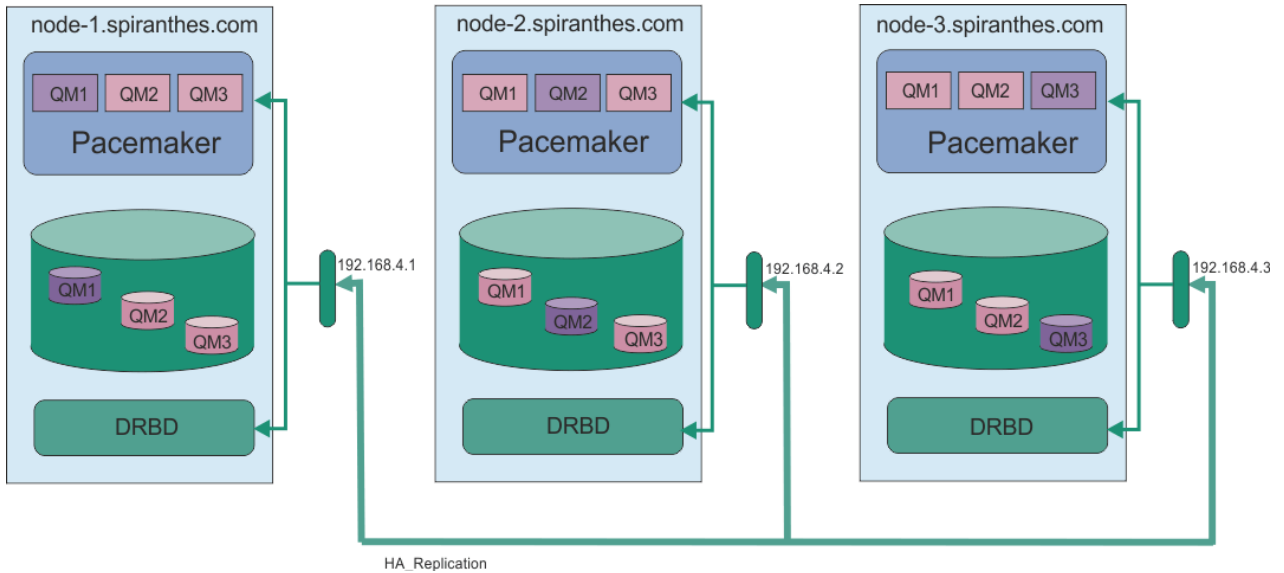 node-1.spiranthes.com
QM1 QM2 QM3
Pacemaker
QM1
QM2
QM3
DRBD
192.168.4.1
node-2.spiranthes.com
QM1 QM2 QM3
Pacemaker
QM1
QM2
QM3
DRBD
192.168.4.2
node-3.spiranthes.com
QM1 QM2 QM3
Pacemaker
QM1
QM2
QM3
DRBD
192.168.4.3
HA_Replication